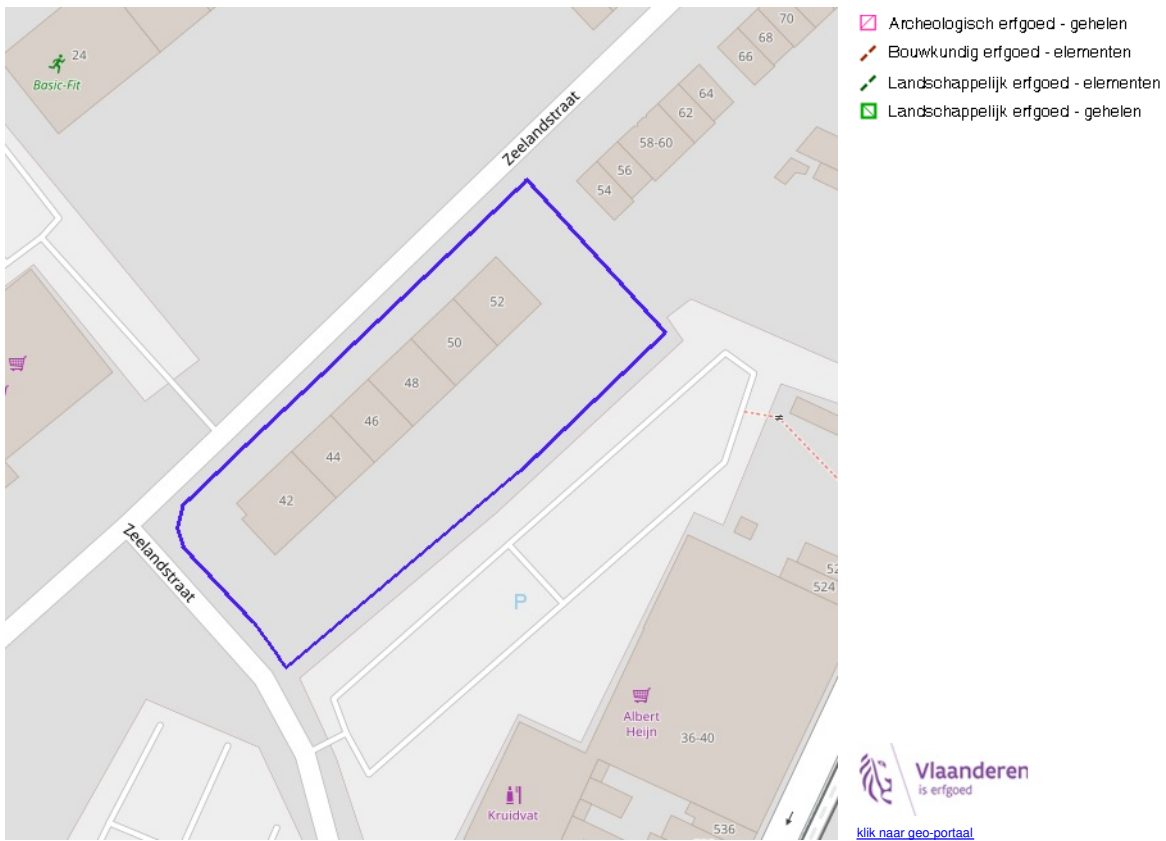 24
Basic-Fit
70
68
66
64
62
58-60
56
54
Zeelandstraat
52
50
48
46
44
42
Zeelandstraat
P
Albert
Heijn
36-40
Kruidvat
524
536
Archeologisch erfgoed - gehelen
Bouwkundig erfgoed - elementen
Landschappelijk erfgoed - elementen
Landschappelijk erfgoed - gehelen
Vlaanderen
is erfgoed
klik naar geo-portaal